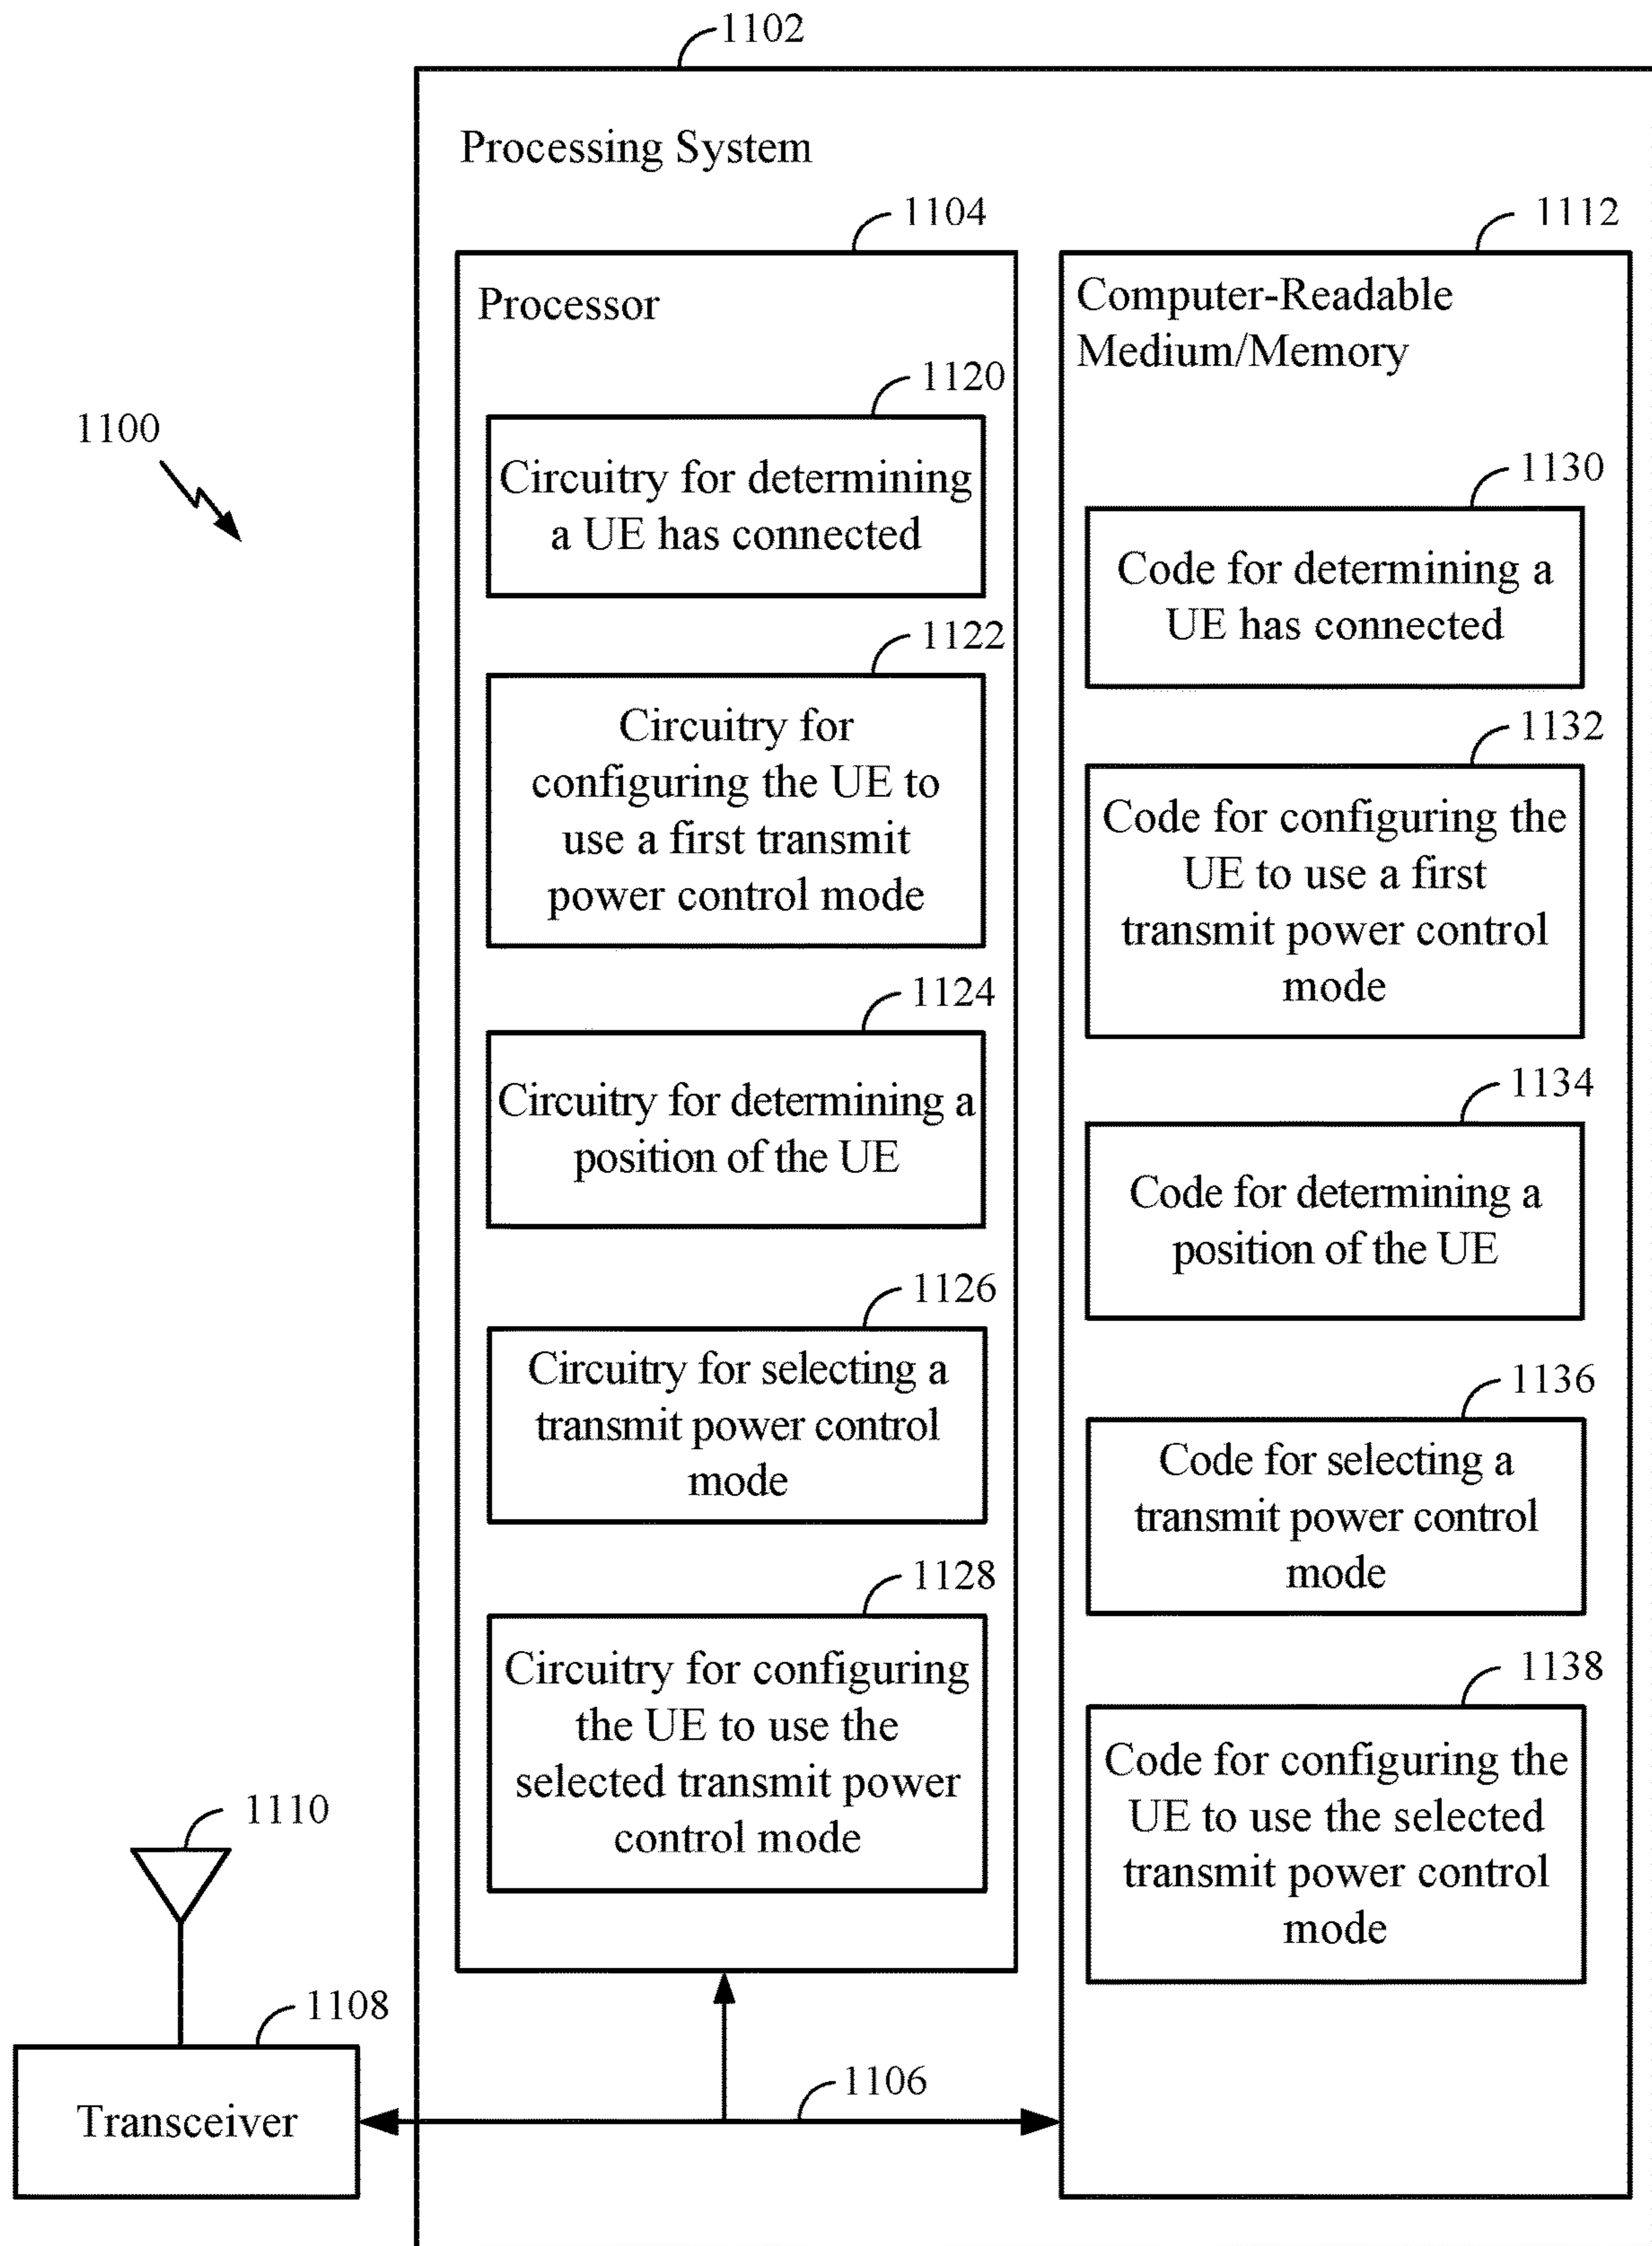 1102
Processing System
1104
Processor
1120
Circuitry for determining
a UE has connected
1122
Circuitry for
configuring the UE to
use a first transmit
power control mode
1124
Circuitry for determining a
position of the UE
1126
Circuitry for selecting a
transmit power control
mode
1128
Circuitry for configuring
the UE to use the
selected transmit power
control mode
1112
Computer-Readable
Medium/Memory
1130
Code for determining a
UE has connected
1132
Code for configuring the
UE to use a first
transmit power control
mode
1134
Code for determining a
position of the UE
1136
Code for selecting a
transmit power control
mode
1138
Code for configuring the
UE to use the selected
transmit power control
mode
1100
1110
1108
Transceiver
1106